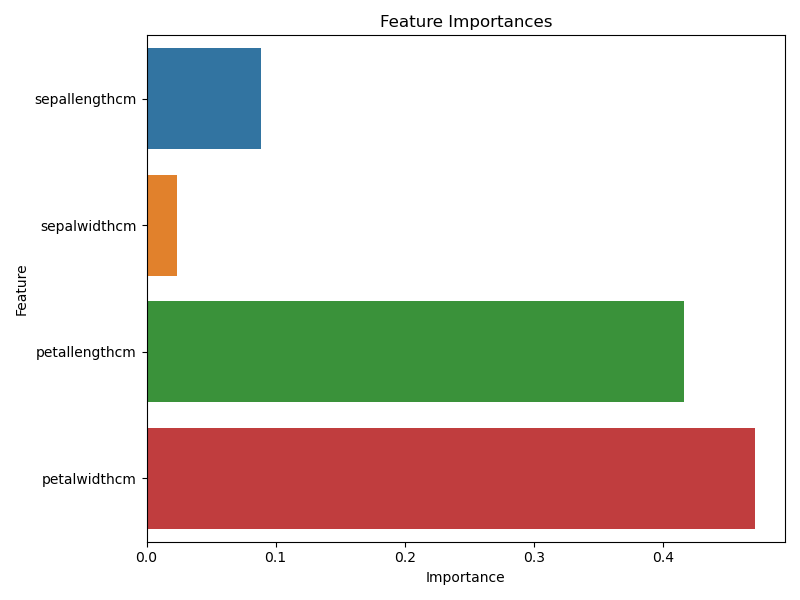 Feature Importances
Feature
sepallengthcm
sepalwidthcm
petallengthcm
petalwidthcm
0.0 0.1 0.2 0.3 0.4
Importance